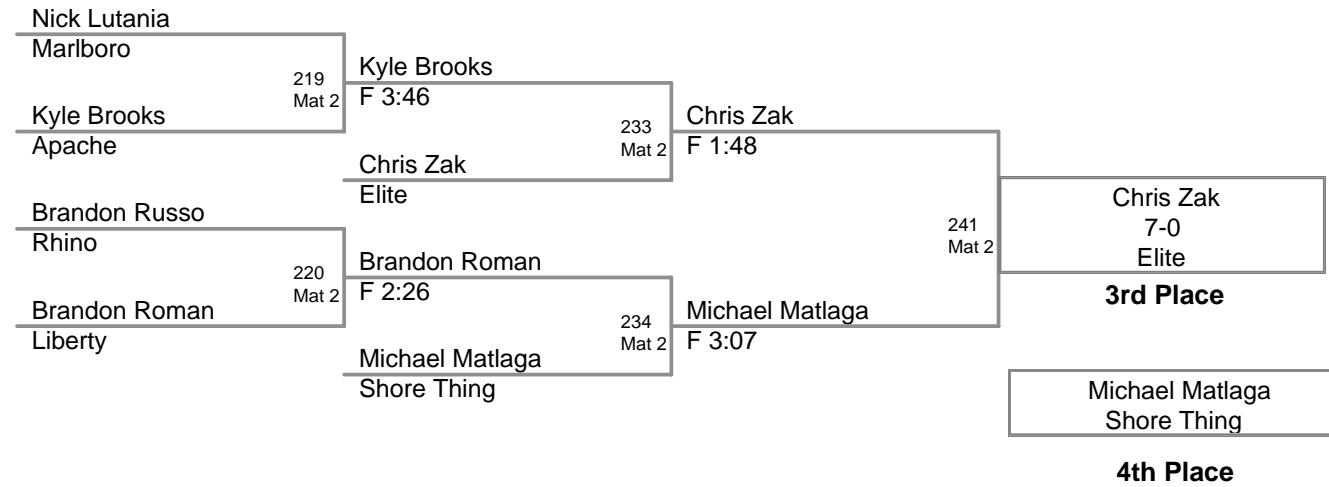 Nick Lutania
Marlboro
219
Mat 2
Kyle Brooks
F 3:46
Kyle Brooks
Apache
233
Mat 2
Chris Zak
F 1:48
Chris Zak
Elite
Brandon Russo
Rhino
241
Mat 2
Chris Zak
7-0
Elite
3rd Place
220
Mat 2
Brandon Roman
F 2:26
Brandon Roman
Liberty
234
Mat 2
Michael Matlaga
F 3:07
Michael Matlaga
Shore Thing
Michael Matlaga
Shore Thing
4th Place